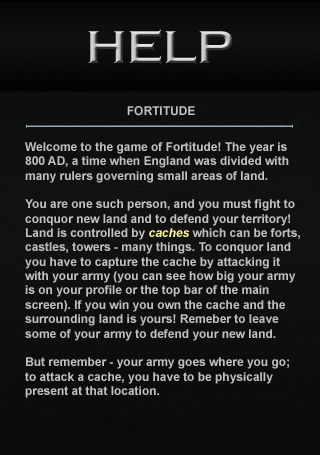 HELP
FORTITUDE
Welcome to the game of Fortitude! The year is
800 AD, a time when England was divided with
many rulers governing small areas of land.
You are one such person, and you must fight to
conquor new land and to defend your territory!
Land is controlled by caches which can be forts,
castles, towers - many things. To conquor land
you have to capture the cache by attacking it
with your army (you can see how big your army
is on your profile or the top bar of the main
screen). If you win you own the cache and the
surrounding land is yours! Remeber to leave
some of your army to defend your new land.
But remember - your army goes where you go;
to attack a cache, you have to be physically
present at that location.